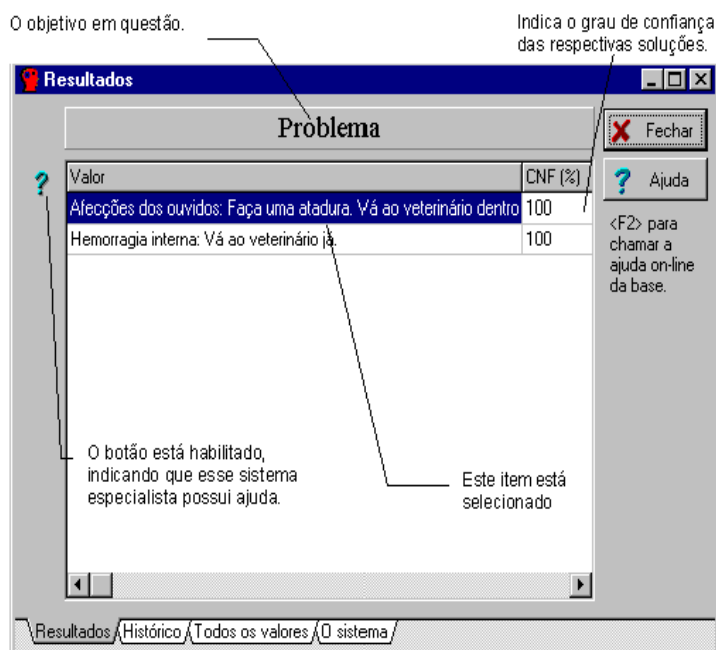 O objetivo em questão.
Indica o grau de confiança
das respectivas soluções.
Resultados
Problema
Fechar
? Ajuda
<F2> para
chamar a
ajuda on-line
da base.
?
Valor CNF (%)
Afecções dos ouvidos: Faça uma atadura. Vá ao veterinário dentro 100
Hemorragia interna: Vá ao veterinário já. 100
O botão está habilitado,
indicando que esse sistema
especialista possui ajuda.
Este item está
selecionado
Resultados Histórico Todos os valores O sistema